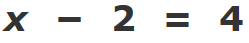 x − 2 = 4